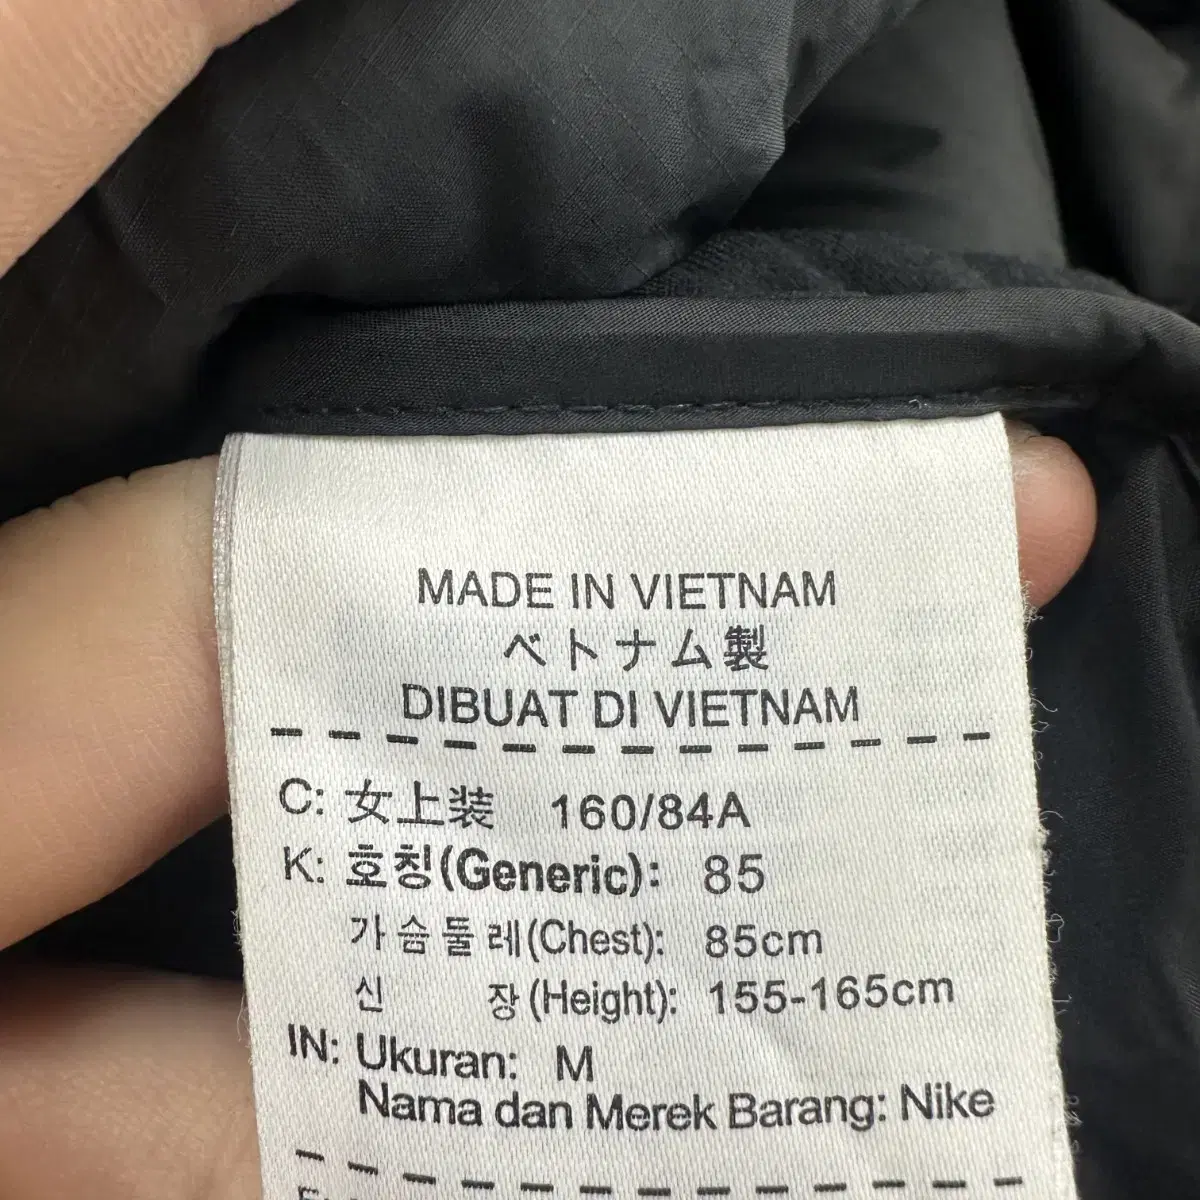 MADE IN VIETNAM
ベトナム製
DIBUAT DI VIETNAM
C: 女上装 160/84A
K: 호칭(Generic): 85
가슴둘레(Chest): 85cm
신 장(Height): 155-165cm
IN: Ukuran: M
Nama dan Merek Barang: Nike